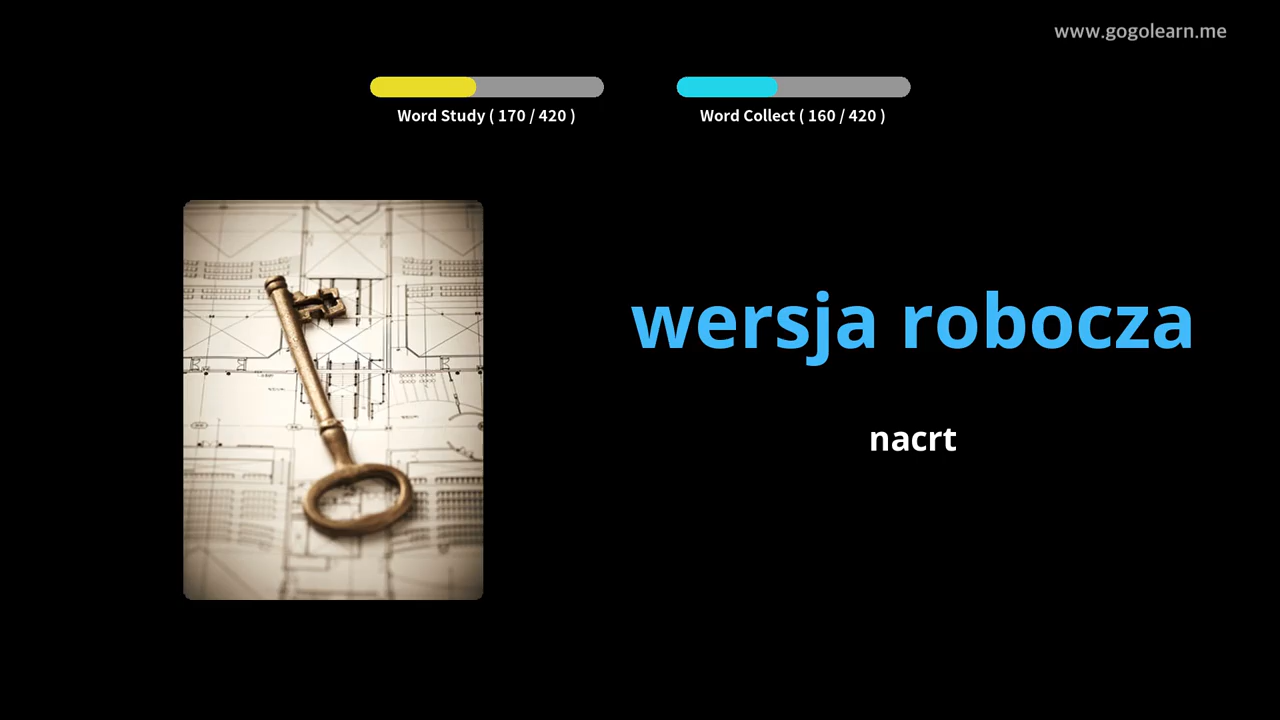 www.gogolearn.me
Word Study ( 170 / 420 )
Word Collect ( 160 / 420 )
wersja robocza
nacrt